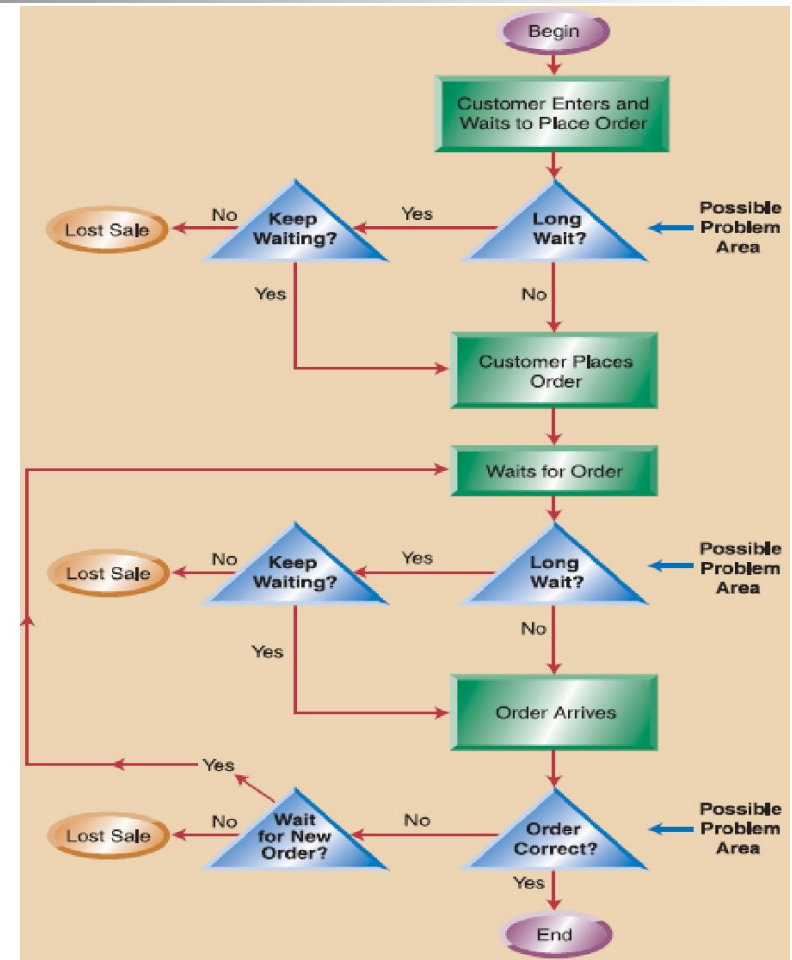 Begin
Customer Enters and
Waits to Place Order
Lost Sale
No
Keep
Waiting?
Yes
Long
Wait?
Possible
Problem
Area
Yes
No
Customer Places
Order
Waits for Order
Lost Sale
No
Keep
Waiting?
Yes
Long
Wait?
Possible
Problem
Area
Yes
No
Order Arrives
Yes
Lost Sale
No
Wait
for New
Order?
No
Order
Correct?
Possible
Problem
Area
Yes
End